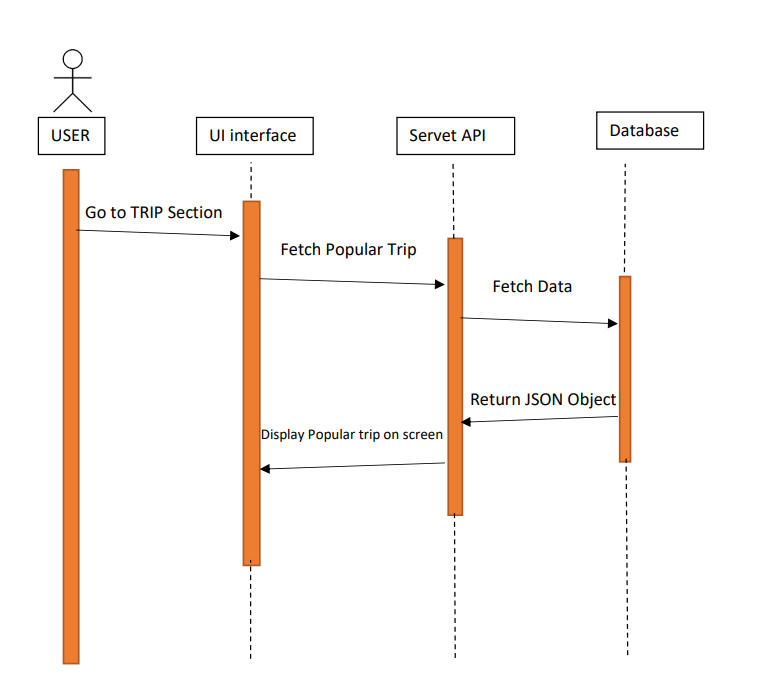 USER
UI interface
Servet API
Database
Go to TRIP Section
Fetch Popular Trip
Fetch Data
Return JSON Object
Display Popular trip on screen